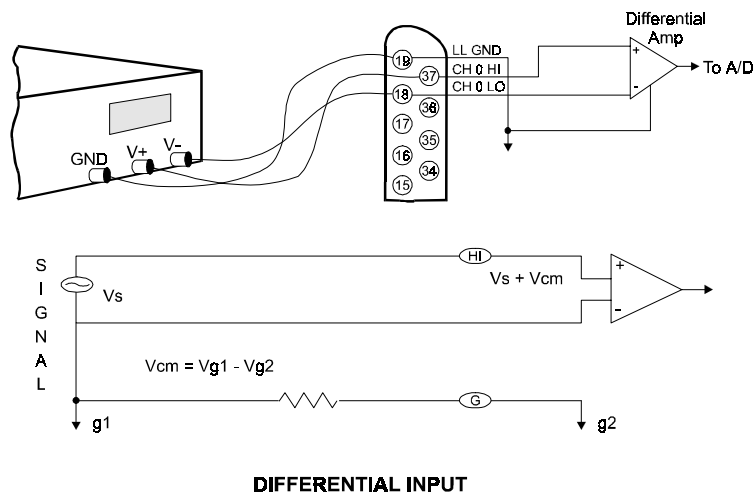 Differential
Amp
LL GND
CH 0 HI
CH 0 LO
+
-
To A/D
19
37
18
36
17
35
16
34
15
GND
V+
V-
SIGNAL
Vs
HI
Vs + Vcm
+
-
Vcm = Vg1 - Vg2
g1
G
g2
DIFFERENTIAL INPUT